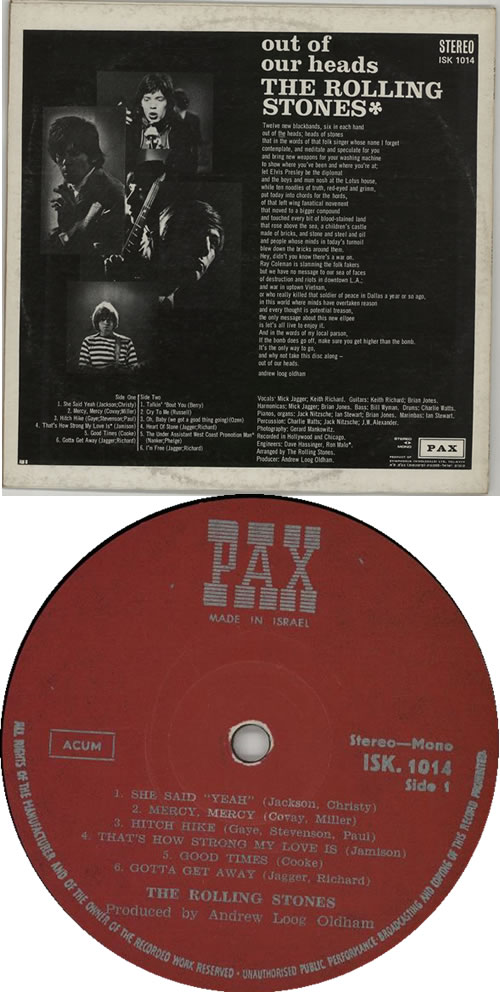 out of
our heads
THE ROLLING
STONES*
STEREO
ISK 1014
Twelve new blackbands, six in each hand
out of the heads; heads of stones
that in the words of that folk singer whose name I forget
contemplate, and meditate and speculate for you
and bring new weapons for your washing machine
to show where you've been and where you're at;
let Elvis Presley be the diplomat
and the boys and mun nosh at the Lotus house,
while ten noodles of truth, red-eyed and grimm,
put today into chords for the hords,
of that left wing fanatical movement
that moved to a bigger compound
and touched every bit of blood-stained land
that rose above the sea, a children's castle
made of bricks, and stone and steel and oil
and people whose minds in today's turmoil
blew down the bricks around them.
Hey, didn't you know there's a war on.
Ray Coleman is slamming the folk fakers
but we have no message to our sea of faces
of destruction and riots in downtown L.A.;
and war in uptown Vietnam,
or who really killed that soldier of peace in Dallas a year or so ago,
in this world where minds have overtaken reason
and every thought is potential treason,
the only message about this new ellpee
is let's all live to enjoy it.
And in the words of my local parson,
If the bomb does go off, make sure you get higher than the bomb.
It's the only way to go,
and why not take this disc along –
out of our heads.
andrew loog oldham
Side One
1. She Said Yeah (Jackson;Christy)
2. Mercy, Mercy (Covay;Miller)
3. Hitch Hike (Gaye;Stevenson;Paul)
4. That's How Strong My Love Is* (Jamison)
5. Good Times (Cooke)
6. Gotta Get Away (Jagger;Richard)
Side Two
1. Talkin' 'Bout You (Berry)
2. Cry To Me (Russell)
3. Oh, Baby (we got a good thing going) (Ozen)
4. Heart Of Stone (Jagger;Richard)
5. The Under Assistant West Coast Promotion Man*
(Nanker;Phelge)
6. I'm Free (Jagger;Richard)
Vocals: Mick Jagger; Keith Richard. Guitars: Keith Richard; Brian Jones.
Harmonicas: Mick Jagger; Brian Jones. Bass: Bill Wyman. Drums: Charlie Watts.
Pianos, organs: Jack Nitzsche; Ian Stewart; Brian Jones. Marimbas: Ian Stewart.
Percussion: Charlie Watts; Jack Nitzsche; J.W. Alexander.
Photography: Gerard Mankowitz.
Recorded in Hollywood and Chicago.
Engineers: Dave Hassinger, Ron Malo*.
Arranged by The Rolling Stones.
Producer: Andrew Loog Oldham.
STEREO
MONO
PAX
PRODUCT OF
PAX
MADE IN ISRAEL
ACUM
Stereo—Mono
ISK. 1014
Side 1
1. SHE SAID "YEAH" (Jackson, Christy)
2. MERCY, MERCY (Covay, Miller)
3. HITCH HIKE (Gaye, Stevenson, Paul)
4. THAT'S HOW STRONG MY LOVE IS (Jamison)
5. GOOD TIMES (Cooke)
6. GOTTA GET AWAY (Jagger, Richard)
THE ROLLING STONES
Produced by Andrew Loog Oldham
ALL RIGHTS OF THE MANUFACTURER AND OF THE OWNER OF THE RECORDED WORK RESERVED · UNAUTHORISED PUBLIC PERFORMANCE·BROADCASTING AND COPYING OF THIS RECORD PROHIBITED